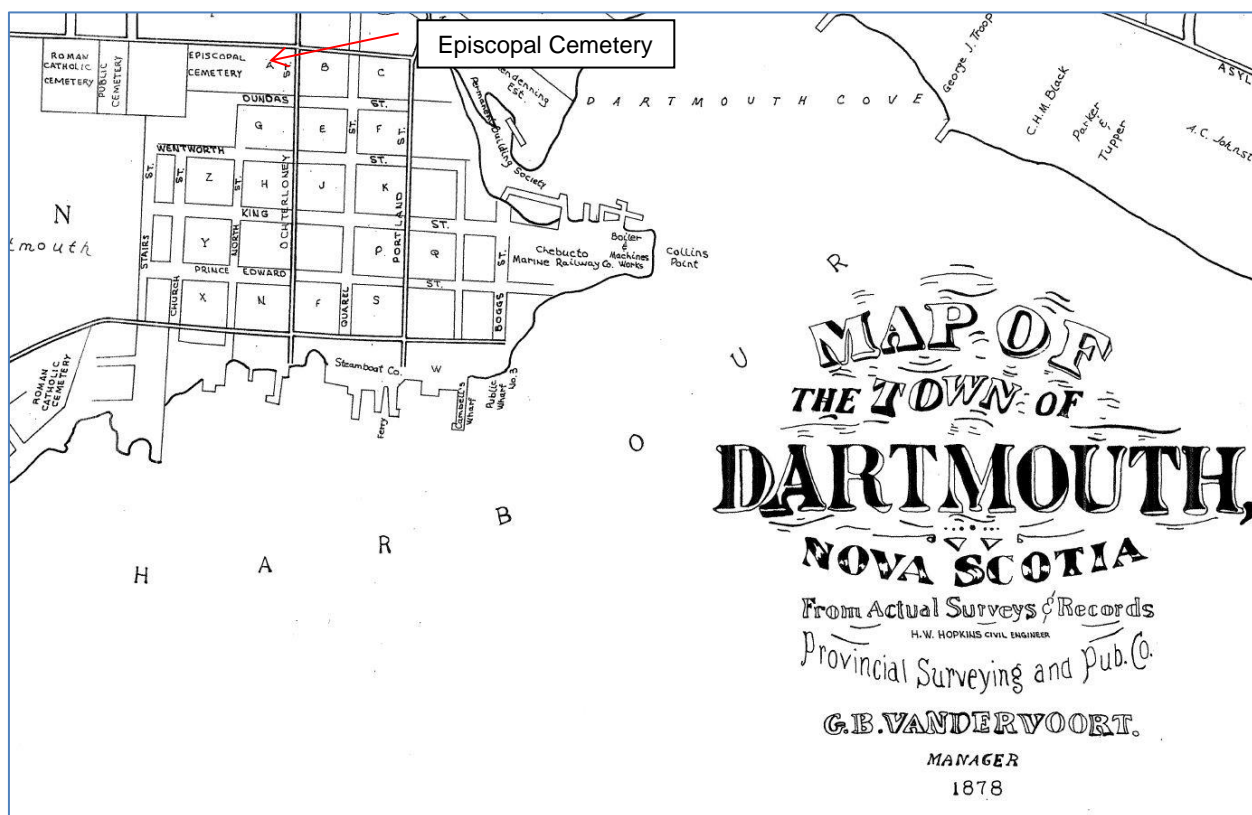 Episcopal Cemetery
ROMAN
CATHOLIC
CEMETERY
PUBLIC
CEMETERY
EPISCOPAL
CEMETERY
A
ST.
B
C
DUNDAS
ST.
G
E
ST.
F
ST.
WENTWORTH
ST.
ST.
ST.
Z
ST.
H
OCHTERLONEY
J
K
PORTLAND
KING
ST.
N
tmouth
STAIRS
Y
NORTH
P
Q
ST.
PRINCE EDWARD
ST.
CHURCH
X
N
F
QUAREL
S
BOGGS
ROMAN
CATHOLIC
CEMETERY
Steamboat Co.
W
Ferry
Campbell's
Wharf
Public
Wharf
No.3
endenning
Est.
Permanent Building Society
DARTMOUTH COVE
Chebucto
Marine Railway Co.
Boiler
&
Machines
Works
Collins
Point
George J. Troop
C.H.M. Black
Parker
&
Tupper
A.C. Johnst
ASYL
H A R B O U R
MAP OF
THE TOWN OF
DARTMOUTH,
NOVA SCOTIA
From Actual Surveys & Records
H.W. HOPKINS CIVIL ENGINEER
Provincial Surveying and Pub. Co.
G.B. VANDERVOORT.
MANAGER
1878